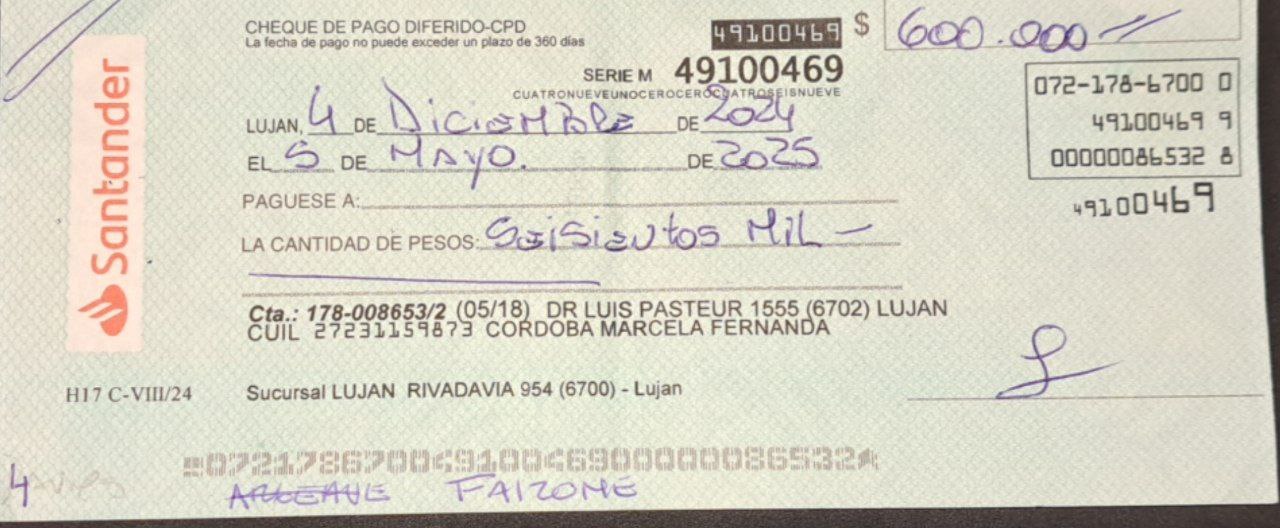 CHEQUE DE PAGO DIFERIDO-CPD
La fecha de pago no puede exceder un plazo de 360 días
49100469 $ 600.000
SERIE M 49100469
CUATRONUEVEUNOCEROCEROCUATROSEISNUEVE
072-178-6700 0
49100469 9
00000086532 8
49100469
Santander
LUJAN, 4 DE Diciembre DE 2024
EL 5 DE MAYO. DE 2025
PAGUESE A:
LA CANTIDAD DE PESOS: Seisientos Mil —
Cta.: 178-008653/2 (05/18) DR LUIS PASTEUR 1555 (6702) LUJAN
CUIL 27231159873 CORDOBA MARCELA FERNANDA
H17 C-VIII/24
Sucursal LUJAN RIVADAVIA 954 (6700) - Lujan
07217867004910046900000086532
4
FAIZONE